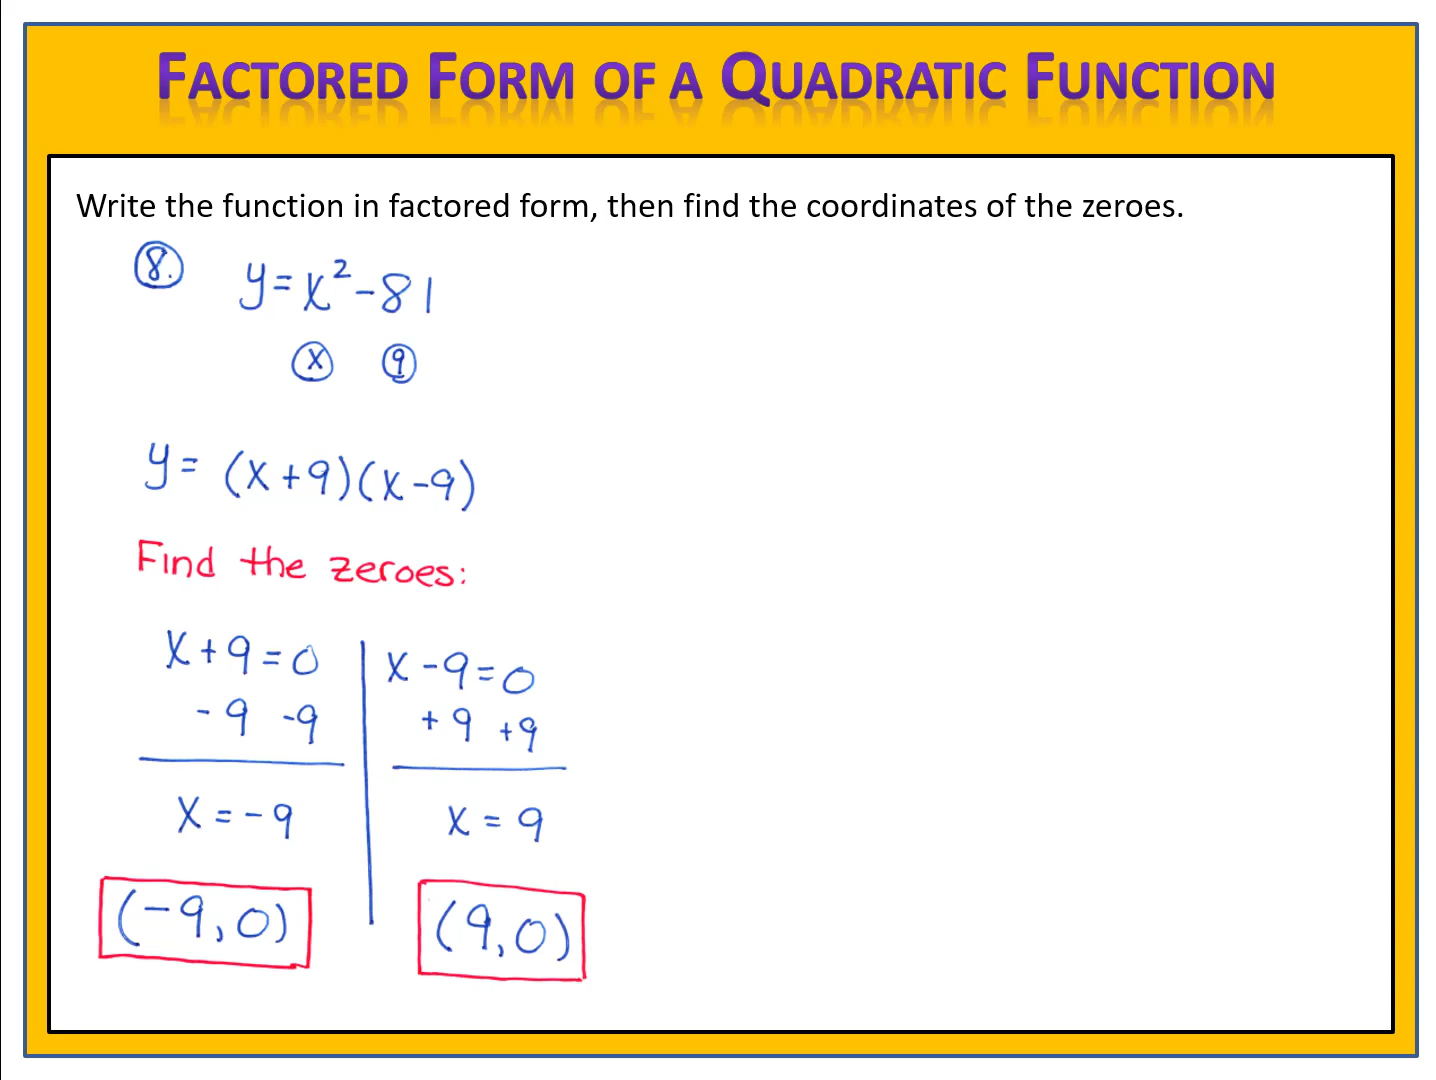 FACTORED FORM OF A QUADRATIC FUNCTION
Write the function in factored form, then find the coordinates of the zeroes.
8. y = x² - 81
x 9
y = (x + 9)(x - 9)
Find the zeroes:
x + 9 = 0
- 9 -9
x = -9
(-9, 0)
x - 9 = 0
+ 9 +9
x = 9
(9, 0)